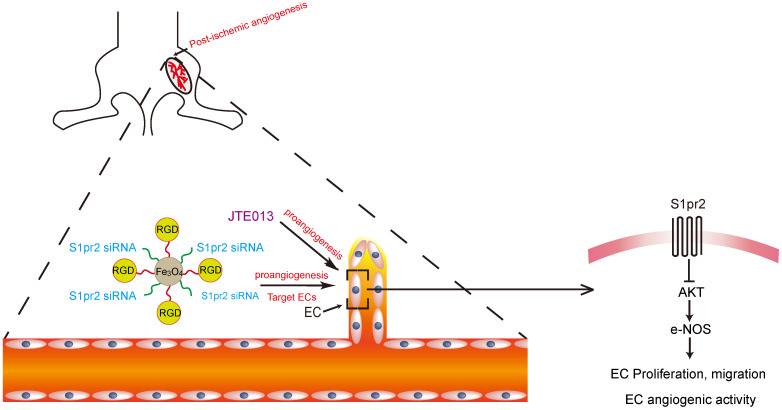 Post-ischemic angiogenesis
JTE013
proangiogenesis
RGD
S1pr2 siRNA
S1pr2 siRNA
RGD
Fe₃O₄
RGD
S1pr2 siRNA
S1pr2 siRNA
RGD
proangiogenesis
Target ECs
EC
S1pr2
AKT
e-NOS
EC Proliferation, migration
EC angiogenic activity